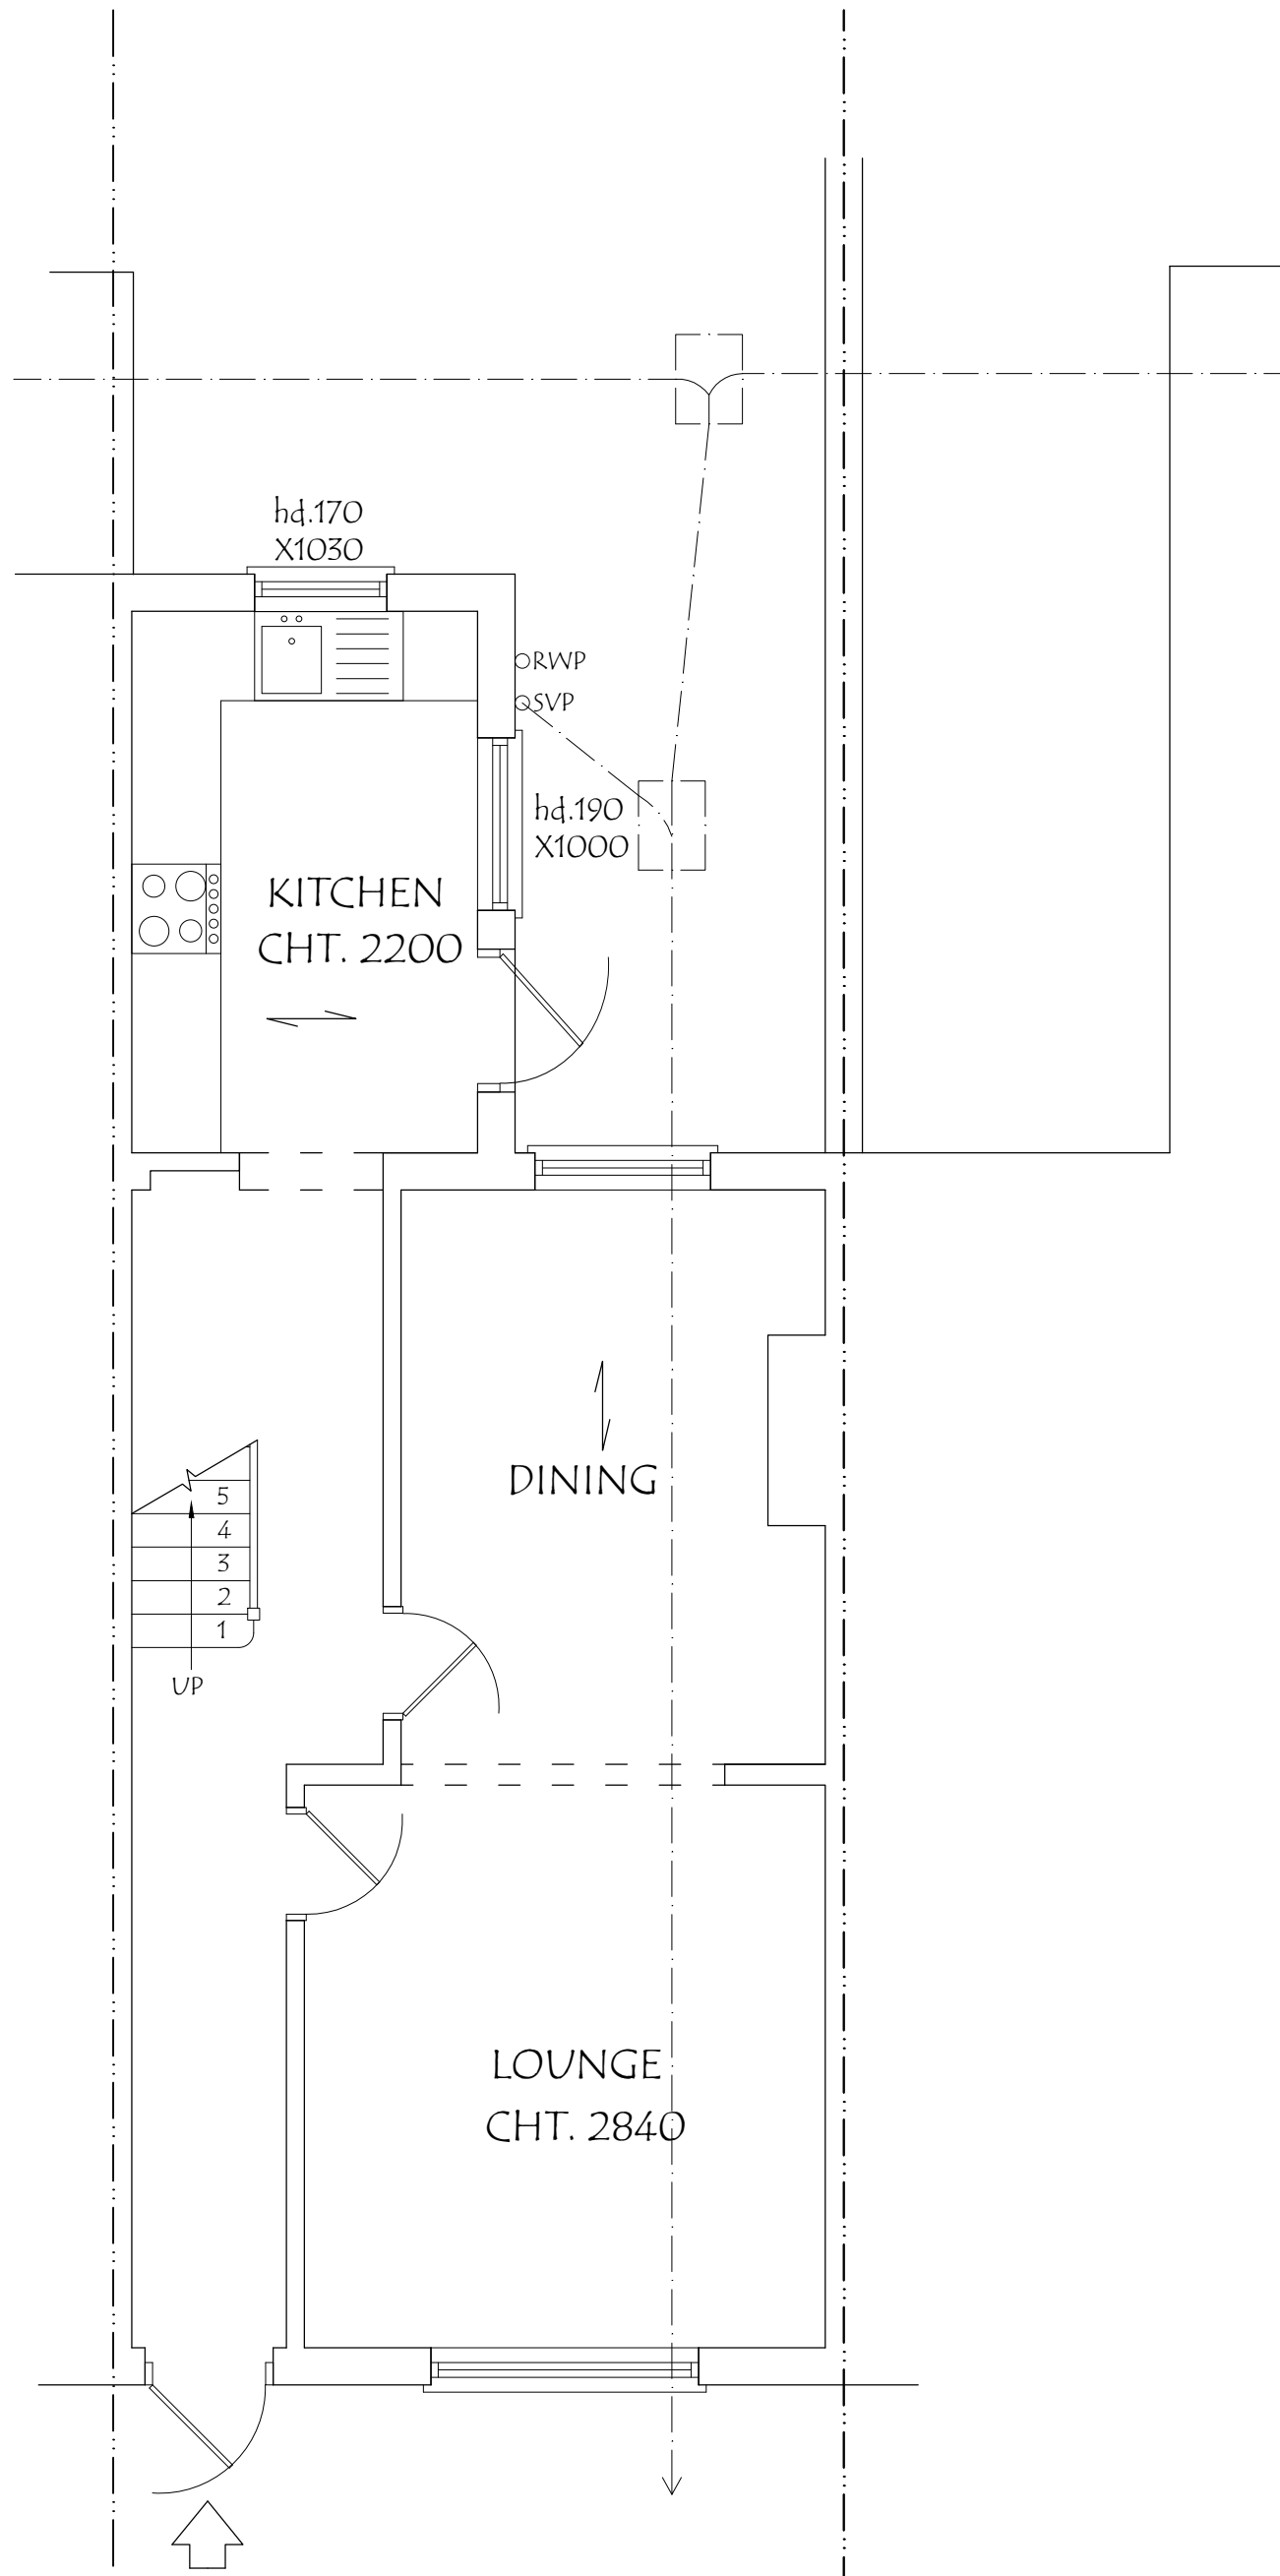 hd.170
X1030
RWP
SVP
hd.190
X1000
KITCHEN
CHT. 2200
DINING
5
4
3
2
1
UP
LOUNGE
CHT. 2840